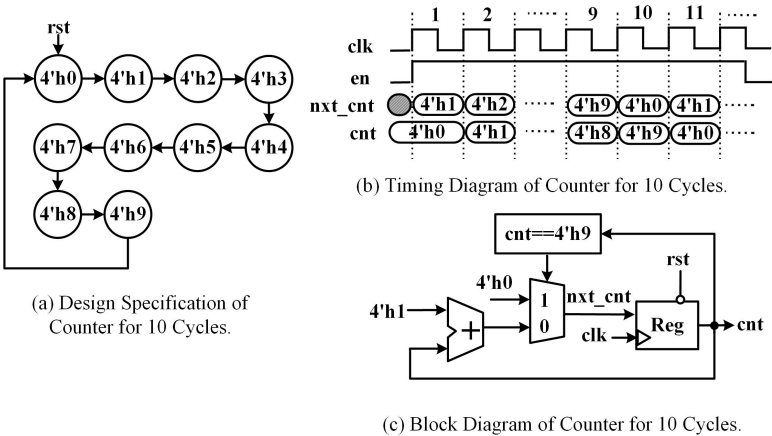 rst
4'h0 4'h1 4'h2 4'h3
4'h7 4'h6 4'h5 4'h4
4'h8 4'h9
(a) Design Specification of
Counter for 10 Cycles.
1 2 ······ 9 10 11 ······
clk
en
nxt_cnt 4'h1 4'h2 ······ 4'h9 4'h0 4'h1 ······
cnt 4'h0 4'h1 ······ 4'h8 4'h9 4'h0 ······
(b) Timing Diagram of Counter for 10 Cycles.
cnt==4'h9
rst
4'h0
4'h1
+
1
0
nxt_cnt
Reg
clk
cnt
(c) Block Diagram of Counter for 10 Cycles.